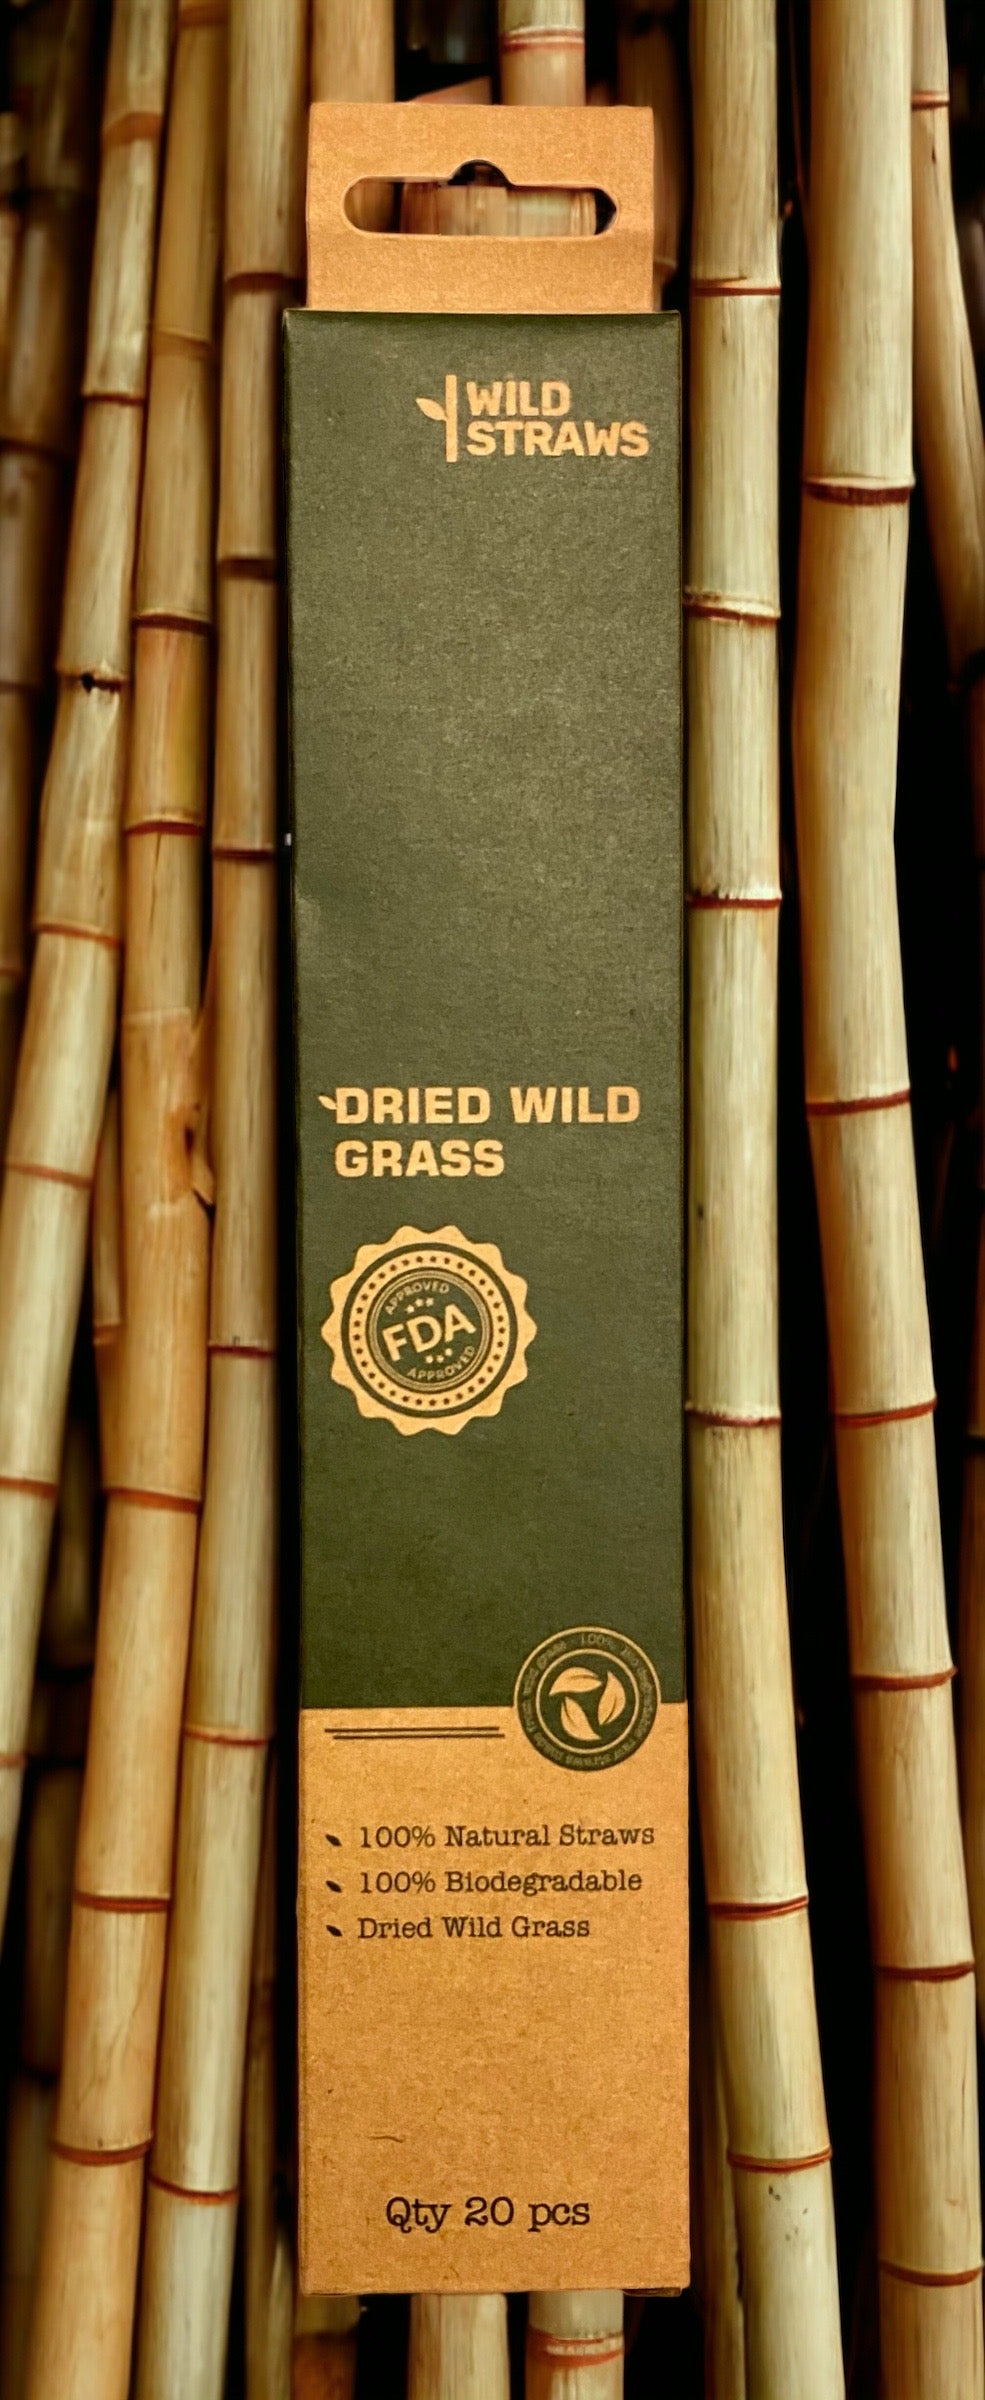 WILD
STRAWS
DRIED WILD
GRASS
APPROVED
FDA
APPROVED
100% Natural Straws
100% Biodegradable
Dried Wild Grass
Qty 20 pcs